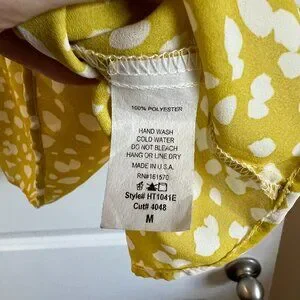 100% POLYESTER
HAND WASH
COLD WATER
DO NOT BLEACH
HANG OR LINE DRY
MADE IN U.S.A.
RN#161570
Style# HT1041E
Cut# 4048
M